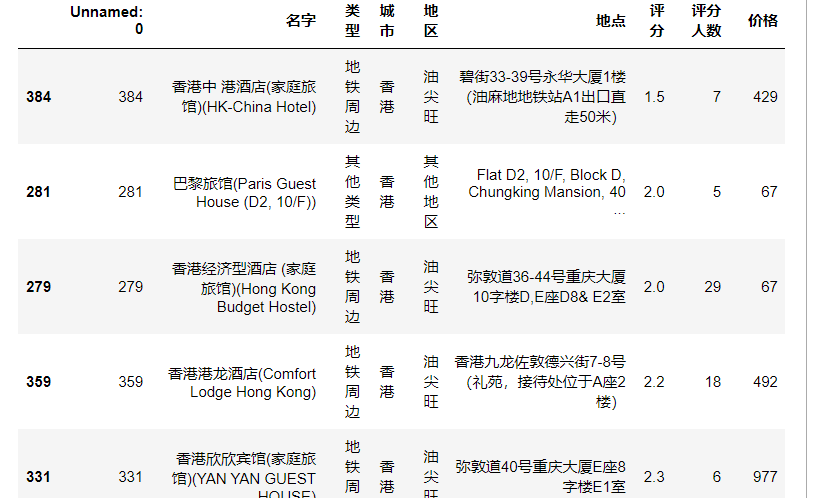 Unnamed: 0 名字 类型 城市 地区 地点 评分 评分人数 价格
384 384 香港中 港酒店(家庭旅馆)(HK-China Hotel) 地铁周边 香港 油尖旺 碧街33-39号永华大厦1楼(油麻地地铁站A1出口直走50米) 1.5 7 429
281 281 巴黎旅馆(Paris Guest House (D2, 10/F)) 其他类型 香港 其他地区 Flat D2, 10/F, Block D, Chungking Mansion, 40 ... 2.0 5 67
279 279 香港经济型酒店 (家庭旅馆)(Hong Kong Budget Hostel) 地铁周边 香港 油尖旺 弥敦道36-44号重庆大厦10字楼D,E座D8& E2室 2.0 29 67
359 359 香港港龙酒店(Comfort Lodge Hong Kong) 地铁周边 香港 油尖旺 香港九龙佐敦德兴街7-8号(礼苑，接待处位于A座2楼) 2.2 18 492
331 331 香港欣欣宾馆(家庭旅馆)(YAN YAN GUEST HOUSE) 地铁周 香港 油尖旺 弥敦道40号重庆大厦E座8字楼E1室 2.3 6 977